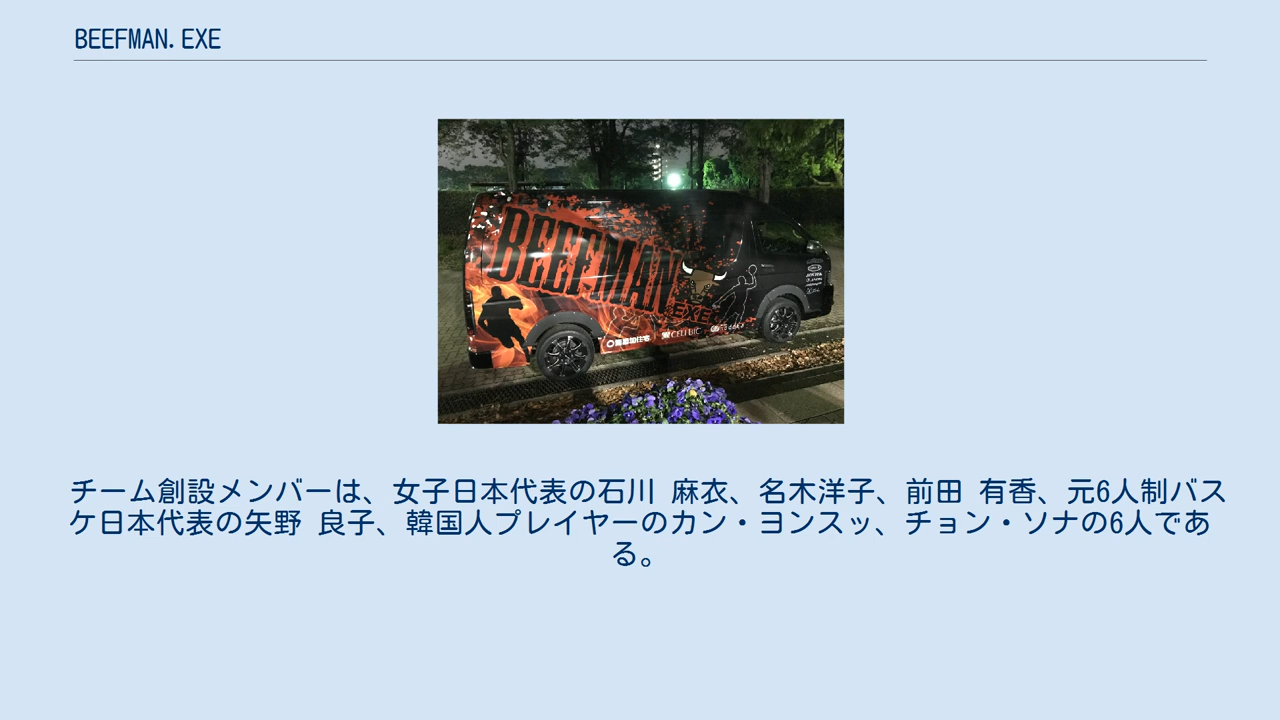 BEEFMAN.EXE
BEEFMAN
.EXE
CELLULC
チーム創設メンバーは、女子日本代表の石川 麻衣、名木洋子、前田 有香、元6人制バス
ケ日本代表の矢野 良子、韓国人プレイヤーのカン・ヨンスッ、チョン・ソナの6人であ
る。